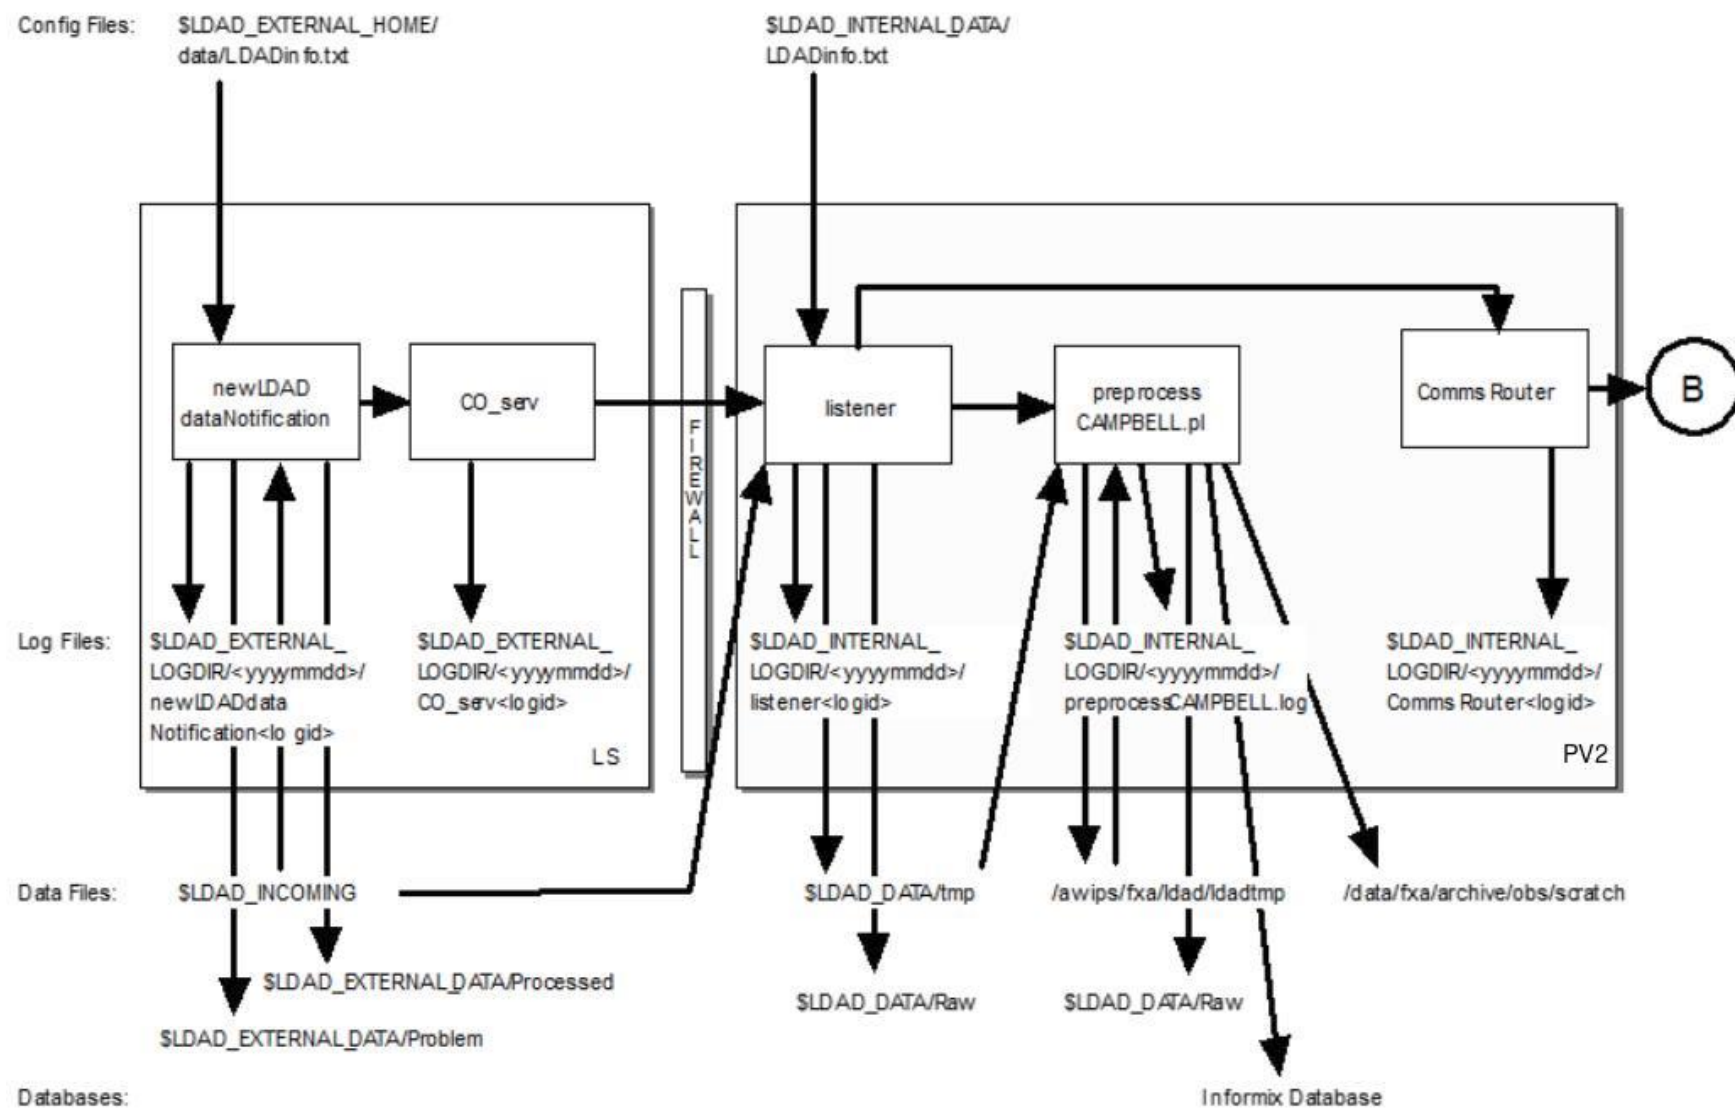 Config Files:
$LDAD_EXTERNAL_HOME/
data/LDADinfo.txt
$LDAD_INTERNAL_DATA/
LDADinfo.txt
newLDAD
dataNotification
CO_serv
FIREWALL
listener
preprocess
CAMPBELL.pl
Comms Router
B
Log Files:
$LDAD_EXTERNAL_
LOGDIR/<yyyymmdd>/
newLDADdata
Notification<logid>
$LDAD_EXTERNAL_
LOGDIR/<yyyymmdd>/
CO_serv<logid>
LS
$LDAD_INTERNAL_
LOGDIR/<yyyymmdd>/
listener<logid>
$LDAD_INTERNAL_
LOGDIR/<yyyymmdd>/
preprocessCAMPBELL.log
$LDAD_INTERNAL_
LOGDIR/<yyyymmdd>/
Comms Router<logid>
PV2
Data Files:
$LDAD_INCOMING
$LDAD_DATA/tmp
/awips/fxa/ldad/ldadtmp
/data/fxa/archive/obs/scratch
$LDAD_EXTERNAL_DATA/Processed
$LDAD_DATA/Raw
$LDAD_DATA/Raw
$LDAD_EXTERNAL_DATA/Problem
Databases:
Informix Database